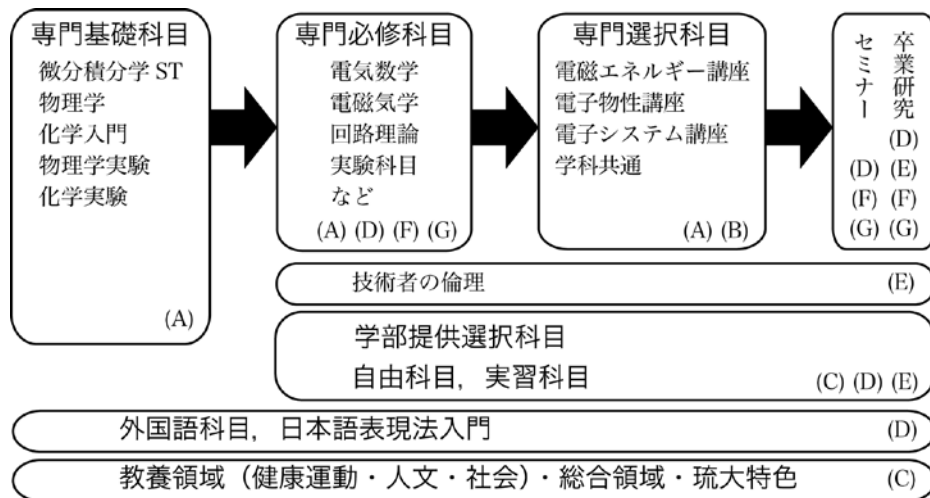 専門基礎科目
微分積分学 ST
物理学
化学入門
物理学実験
化学実験
(A)
専門必修科目
電気数学
電磁気学
回路理論
実験科目
など
(A) (D) (F) (G)
専門選択科目
電磁エネルギー講座
電子物性講座
電子システム講座
学科共通
(A) (B)
卒業研究
(D)
(E)
(F)
(G)
セミナー
(D)
(F)
(G)
技術者の倫理 (E)
学部提供選択科目
自由科目，実習科目 (C) (D) (E)
外国語科目，日本語表現法入門 (D)
教養領域（健康運動・人文・社会）・総合領域・琉大特色 (C)